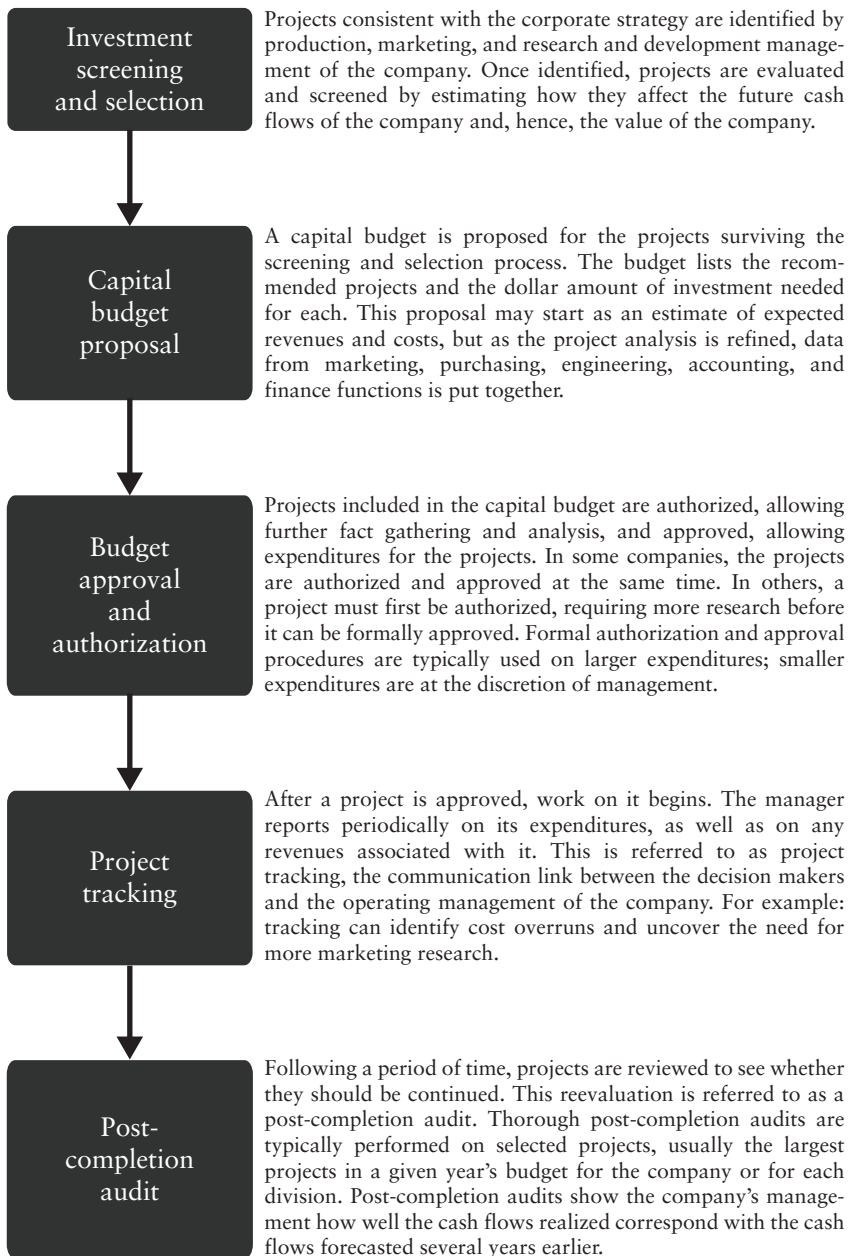 Investment
screening
and selection
Projects consistent with the corporate strategy are identified by
production, marketing, and research and development manage-
ment of the company. Once identified, projects are evaluated
and screened by estimating how they affect the future cash
flows of the company and, hence, the value of the company.
Capital
budget
proposal
A capital budget is proposed for the projects surviving the
screening and selection process. The budget lists the recom-
mended projects and the dollar amount of investment needed
for each. This proposal may start as an estimate of expected
revenues and costs, but as the project analysis is refined, data
from marketing, purchasing, engineering, accounting, and
finance functions is put together.
Budget
approval
and
authorization
Projects included in the capital budget are authorized, allowing
further fact gathering and analysis, and approved, allowing
expenditures for the projects. In some companies, the projects
are authorized and approved at the same time. In others, a
project must first be authorized, requiring more research before
it can be formally approved. Formal authorization and approval
procedures are typically used on larger expenditures; smaller
expenditures are at the discretion of management.
Project
tracking
After a project is approved, work on it begins. The manager
reports periodically on its expenditures, as well as on any
revenues associated with it. This is referred to as project
tracking, the communication link between the decision makers
and the operating management of the company. For example:
tracking can identify cost overruns and uncover the need for
more marketing research.
Post-
completion
audit
Following a period of time, projects are reviewed to see whether
they should be continued. This reevaluation is referred to as a
post-completion audit. Thorough post-completion audits are
typically performed on selected projects, usually the largest
projects in a given year's budget for the company or for each
division. Post-completion audits show the company's manage-
ment how well the cash flows realized correspond with the cash
flows forecasted several years earlier.